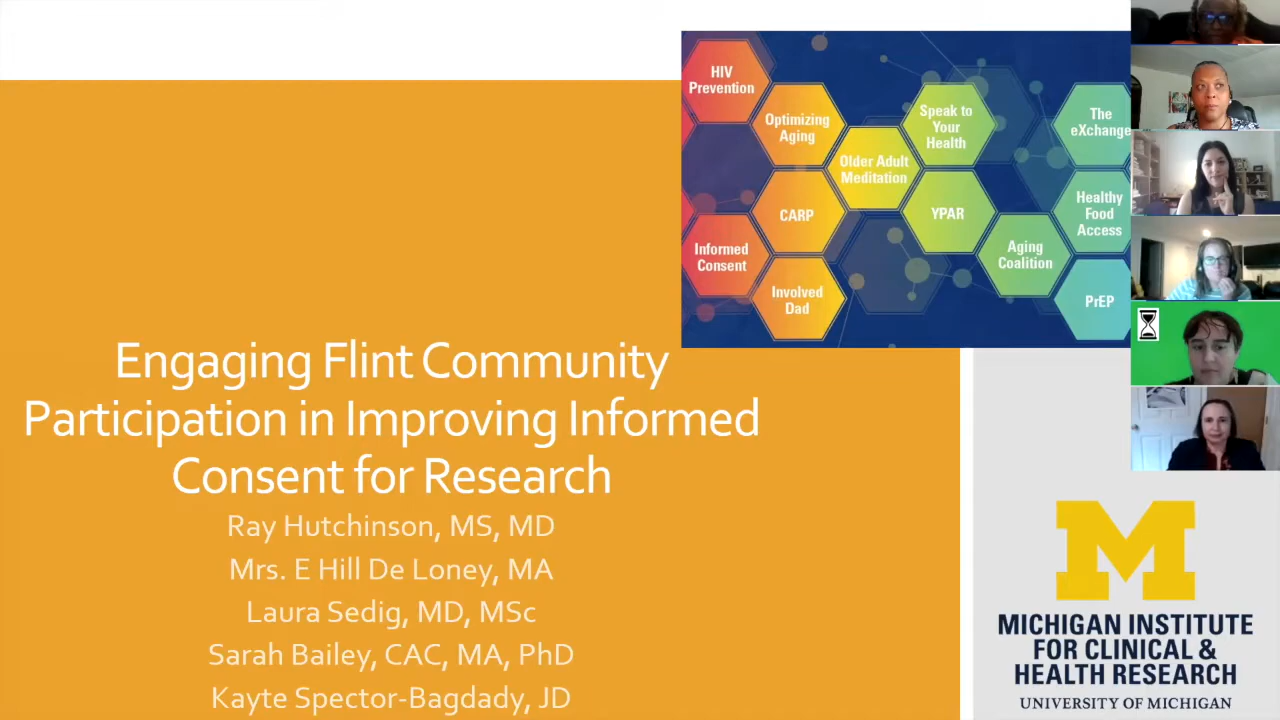 HIV
Prevention
Optimizing
Aging
Speak to
Your
Health
The
eXchange
Older Adult
Meditation
CARP
YPAR
Healthy
Food
Access
Informed
Consent
Aging
Coalition
Involved
Dad
PrEP
Engaging Flint Community
Participation in Improving Informed
Consent for Research
Ray Hutchinson, MS, MD
Mrs. E Hill De Loney, MA
Laura Sedig, MD, MSc
Sarah Bailey, CAC, MA, PhD
Kayte Spector-Bagdady, JD
M
MICHIGAN INSTITUTE
FOR CLINICAL &
HEALTH RESEARCH
UNIVERSITY OF MICHIGAN